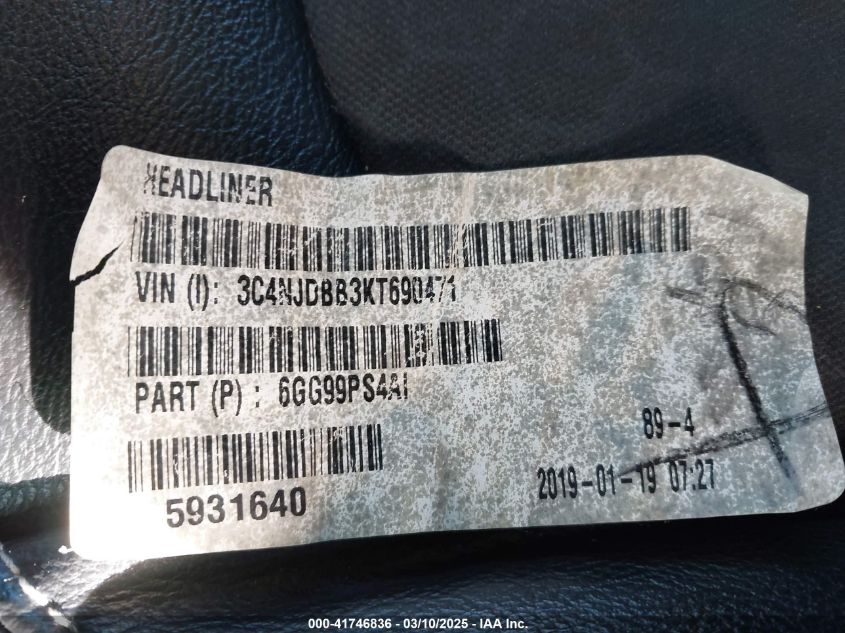 HEADLINER
VIN (I): 3C4NJDBB3KT690471
PART (P) : 6GG99PS4AI
89-4
5931640
2019-01-19 07:27
000-41746836 - 03/10/2025 - IAA Inc.